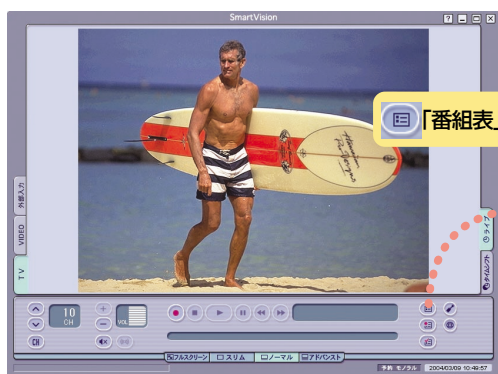 SmartVision
「番組表」
外部入力
VIDEO
TV
ライブ
タイムシフト
10
CH
VOL
CH
フルスクリーン
スリム
ノーマル
アドバンスト
予約 モノラル 2004/03/09 10:49:57